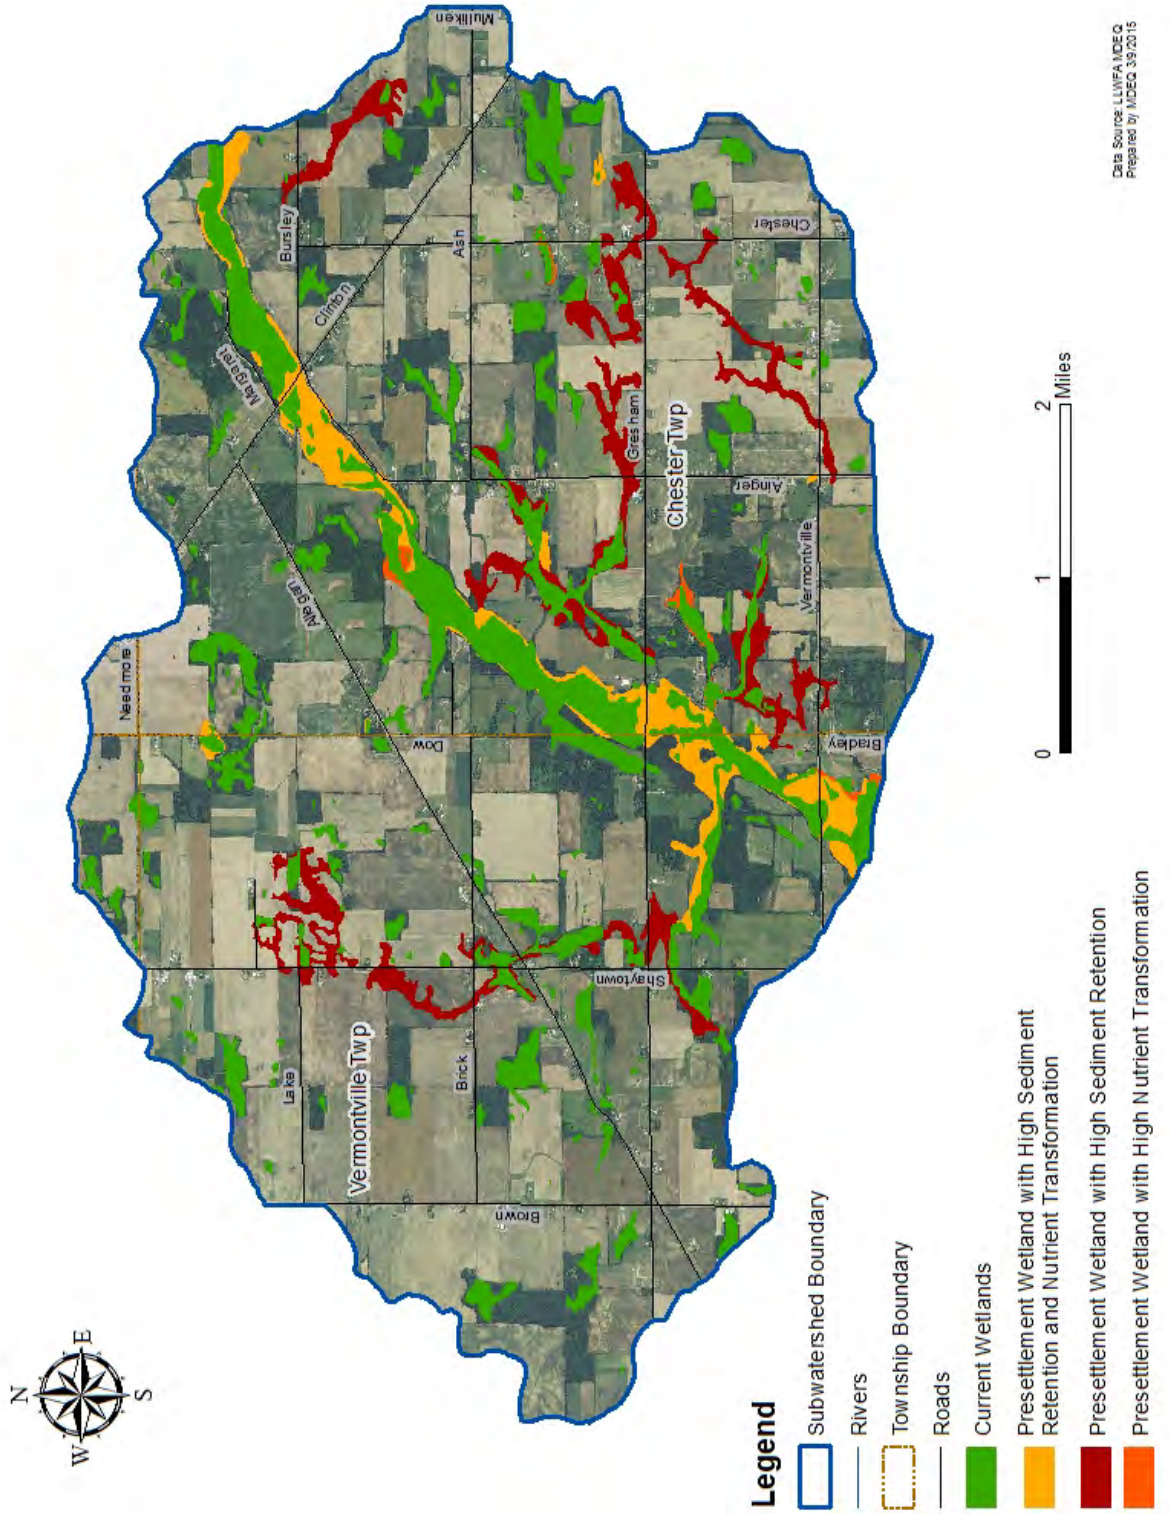 N
W
E
S
Mulliken
Bursley
Clinton
Ash
Chester
Margaret
Gresham
Chester Twp
Ainger
Allegan
Vermontville
Needmore
Dow
Bradley
Shaytown
Lake
Vermontville Twp
Brick
Brown
0
1
2
Miles
Legend
Subwatershed Boundary
Rivers
Township Boundary
Roads
Current Wetlands
Presettlement Wetland with High Sediment
Retention and Nutrient Transformation
Presettlement Wetland with High Sediment Retention
Presettlement Wetland with High Nutrient Transformation
Data Source: LLWFA MDEQ
Prepared by MDEQ 3/9/2015